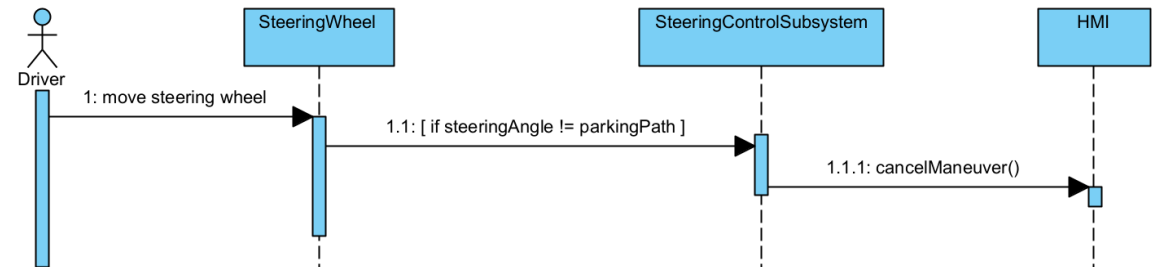 SteeringWheel
SteeringControlSubsystem
HMI
Driver
1: move steering wheel
1.1: [ if steeringAngle != parkingPath ]
1.1.1: cancelManeuver()